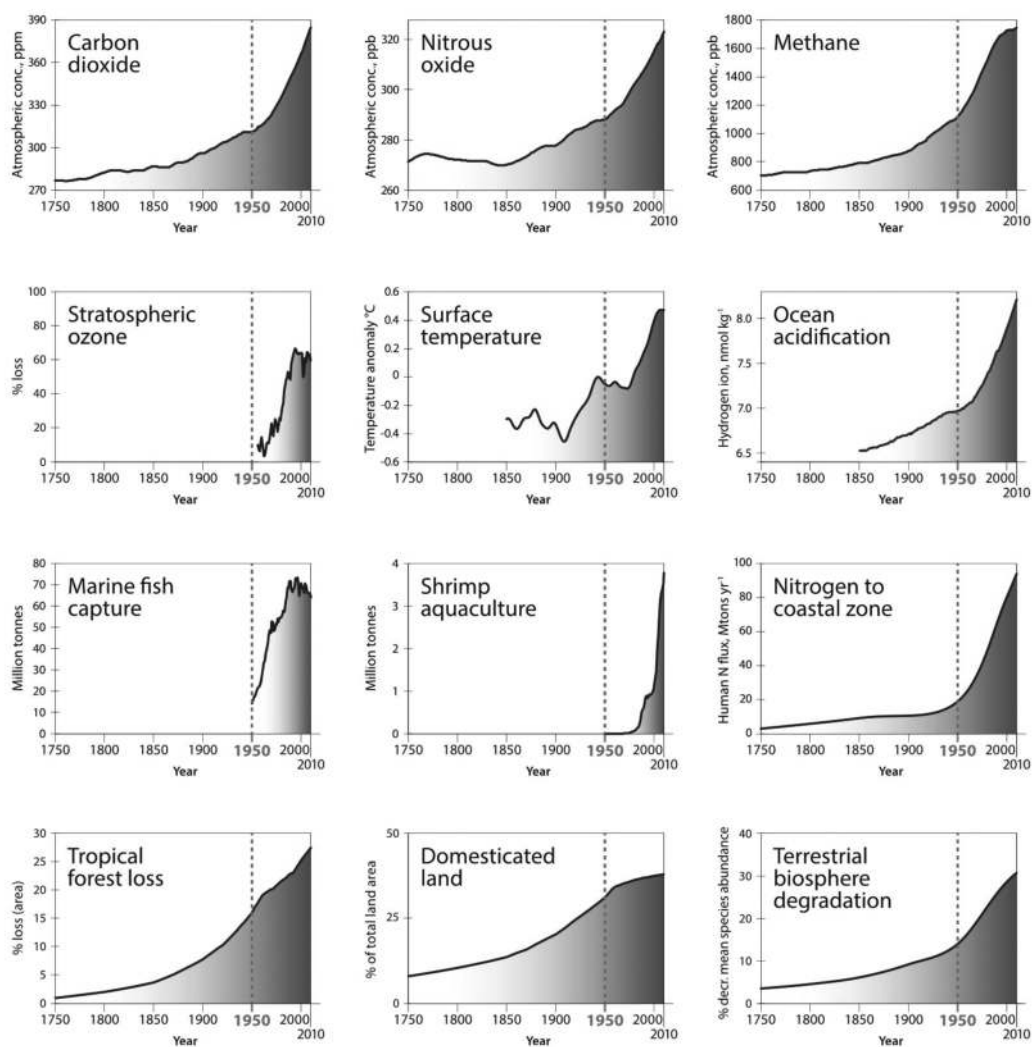 Carbon
dioxide
Atmospheric conc., ppm
390
360
330
300
270
1750 1800 1850 1900 1950 2000
2010
Year
Nitrous
oxide
Atmospheric conc., ppb
320
300
280
260
1750 1800 1850 1900 1950 2000
2010
Year
Methane
Atmospheric conc., ppb
1800
1600
1400
1200
1000
800
600
1750 1800 1850 1900 1950 2000
2010
Year
Stratospheric
ozone
% loss
100
80
60
40
20
0
1750 1800 1850 1900 1950 2000
2010
Year
Surface
temperature
Temperature anomaly °C
0.6
0.4
0.2
0
-0.2
-0.4
-0.6
1750 1800 1850 1900 1950 2000
2010
Year
Ocean
acidification
Hydrogen ion, nmol kg⁻¹
8.0
7.5
7.0
6.5
1750 1800 1850 1900 1950 2000
2010
Year
Marine fish
capture
Million tonnes
80
70
60
50
40
30
20
10
0
1750 1800 1850 1900 1950 2000
2010
Year
Shrimp
aquaculture
Million tonnes
4
3
2
1
0
1750 1800 1850 1900 1950 2000
2010
Year
Nitrogen to
coastal zone
Human N flux, Mtons yr⁻¹
100
80
60
40
20
0
1750 1800 1850 1900 1950 2000
2010
Year
Tropical
forest loss
% loss (area)
30
25
20
15
10
5
0
1750 1800 1850 1900 1950 2000
2010
Year
Domesticated
land
% of total land area
50
25
0
1750 1800 1850 1900 1950 2000
2010
Year
Terrestrial
biosphere
degradation
% decr. mean species abundance
40
30
20
10
0
1750 1800 1850 1900 1950 2000
2010
Year